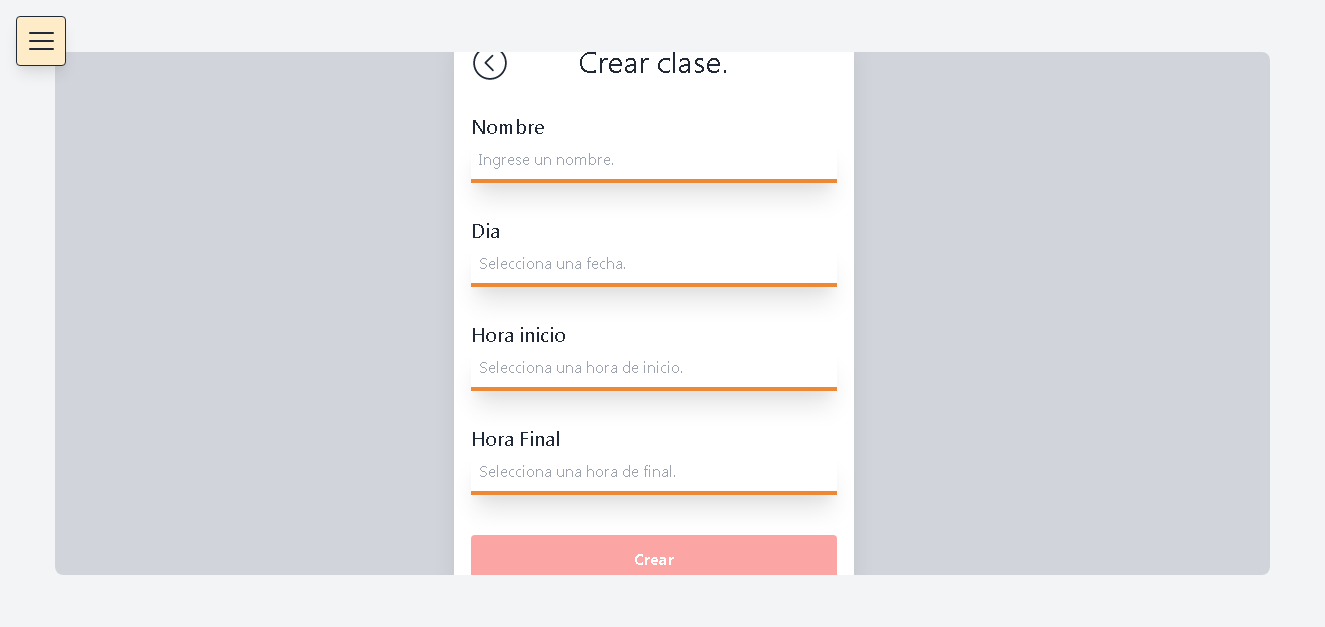 Crear clase.
Nombre
Ingrese un nombre.
Dia
Selecciona una fecha.
Hora inicio
Selecciona una hora de inicio.
Hora Final
Selecciona una hora de final.
Crear